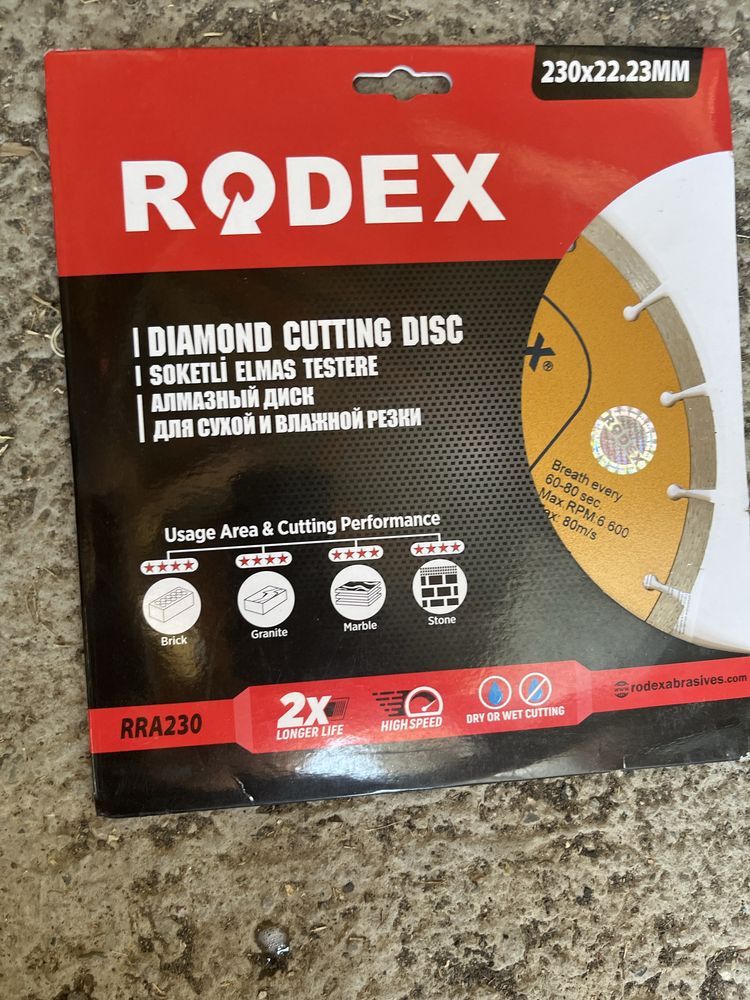 230x22.23MM
RODEX
DIAMOND CUTTING DISC
SOKETLİ ELMAS TESTERE
АЛМАЗНЫЙ ДИСК
ДЛЯ СУХОЙ И ВЛАЖНОЙ РЕЗКИ
X®
RODEX
Breath every
60-80 sec.
Max RPM:6 600
80m/s
Usage Area & Cutting Performance
Brick
Granite
Marble
Stone
RRA230
2X
LONGER LIFE
HIGH SPEED
DRY OR WET CUTTING
rodexabrasives.com